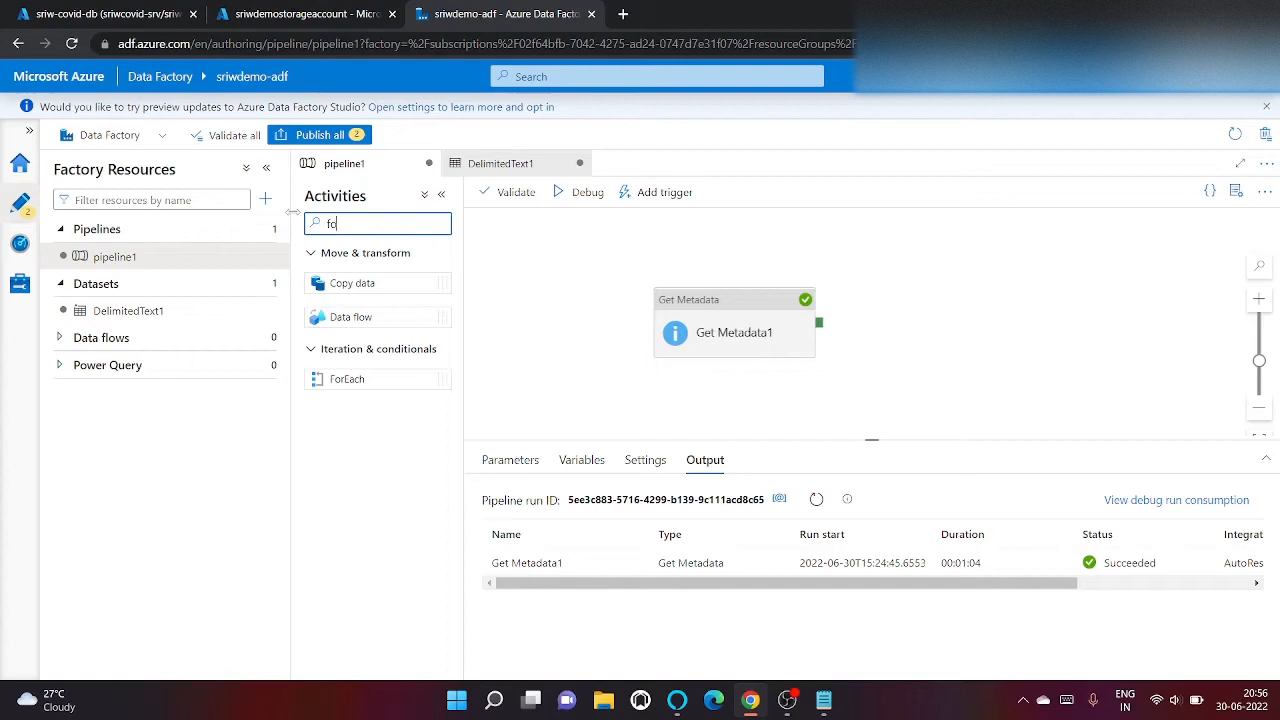 sriw-covid-db (sriwcovid-srv/sriw
sriwdemostorageaccount - Micro
sriwdemo-adf - Azure Data Facto
adf.azure.com/en/authoring/pipeline/pipeline1?factory=%2Fsubscriptions%2F02f64bfb-7042-4275-ad24-0747d7e31f07%2FresourceGroups%2F
Microsoft Azure
Data Factory
sriwdemo-adf
Search
Would you like to try preview updates to Azure Data Factory Studio? Open settings to learn more and opt in
Data Factory
Validate all
Publish all 2
Factory Resources
pipeline1
DelimitedText1
Filter resources by name
Activities
Validate
Debug
Add trigger
fo
Pipelines 1
pipeline1
Datasets 1
DelimitedText1
Data flows 0
Power Query 0
Move & transform
Copy data
Data flow
Iteration & conditionals
ForEach
Get Metadata
Get Metadata1
Parameters Variables Settings Output
Pipeline run ID: 5ee3c883-5716-4299-b139-9c111acd8c65
View debug run consumption
Name Type Run start Duration Status Integrat
Get Metadata1 Get Metadata 2022-06-30T15:24:45.6553 00:01:04 Succeeded AutoRes
27°C
Cloudy
ENG
IN
20:56
30-06-2022
2